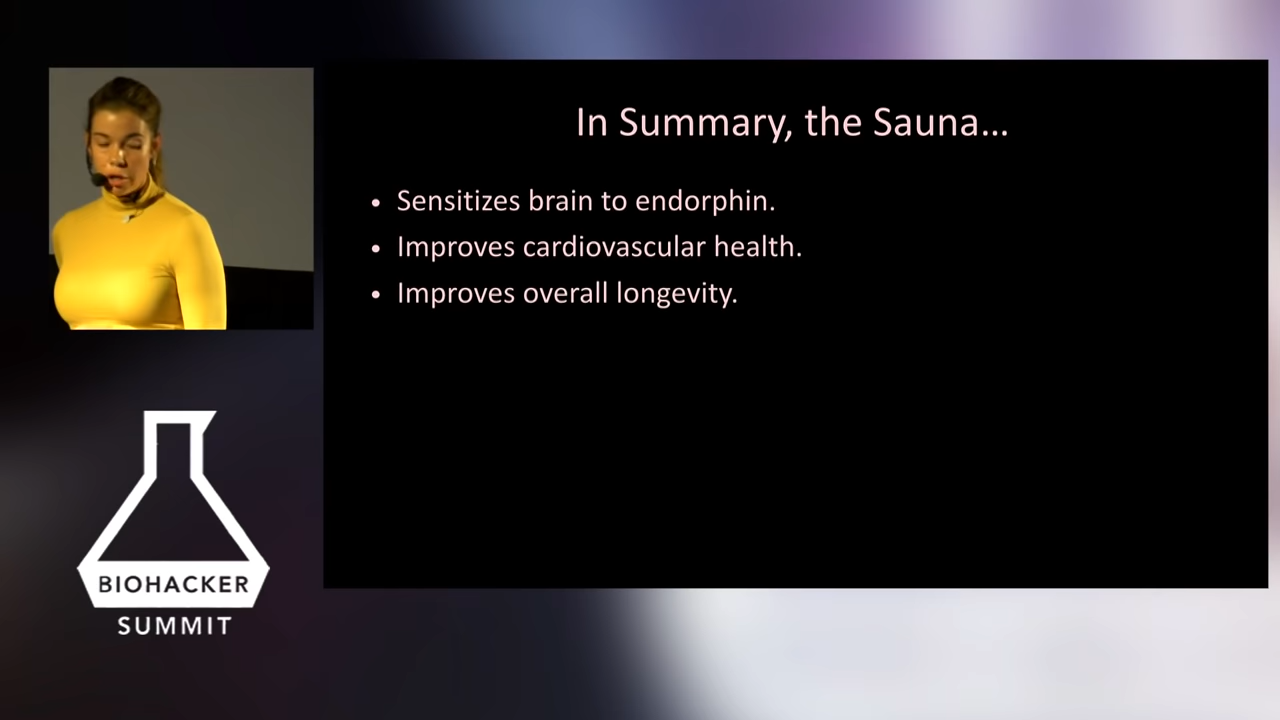 In Summary, the Sauna...
• Sensitizes brain to endorphin.
• Improves cardiovascular health.
• Improves overall longevity.
BIOHACKER
SUMMIT